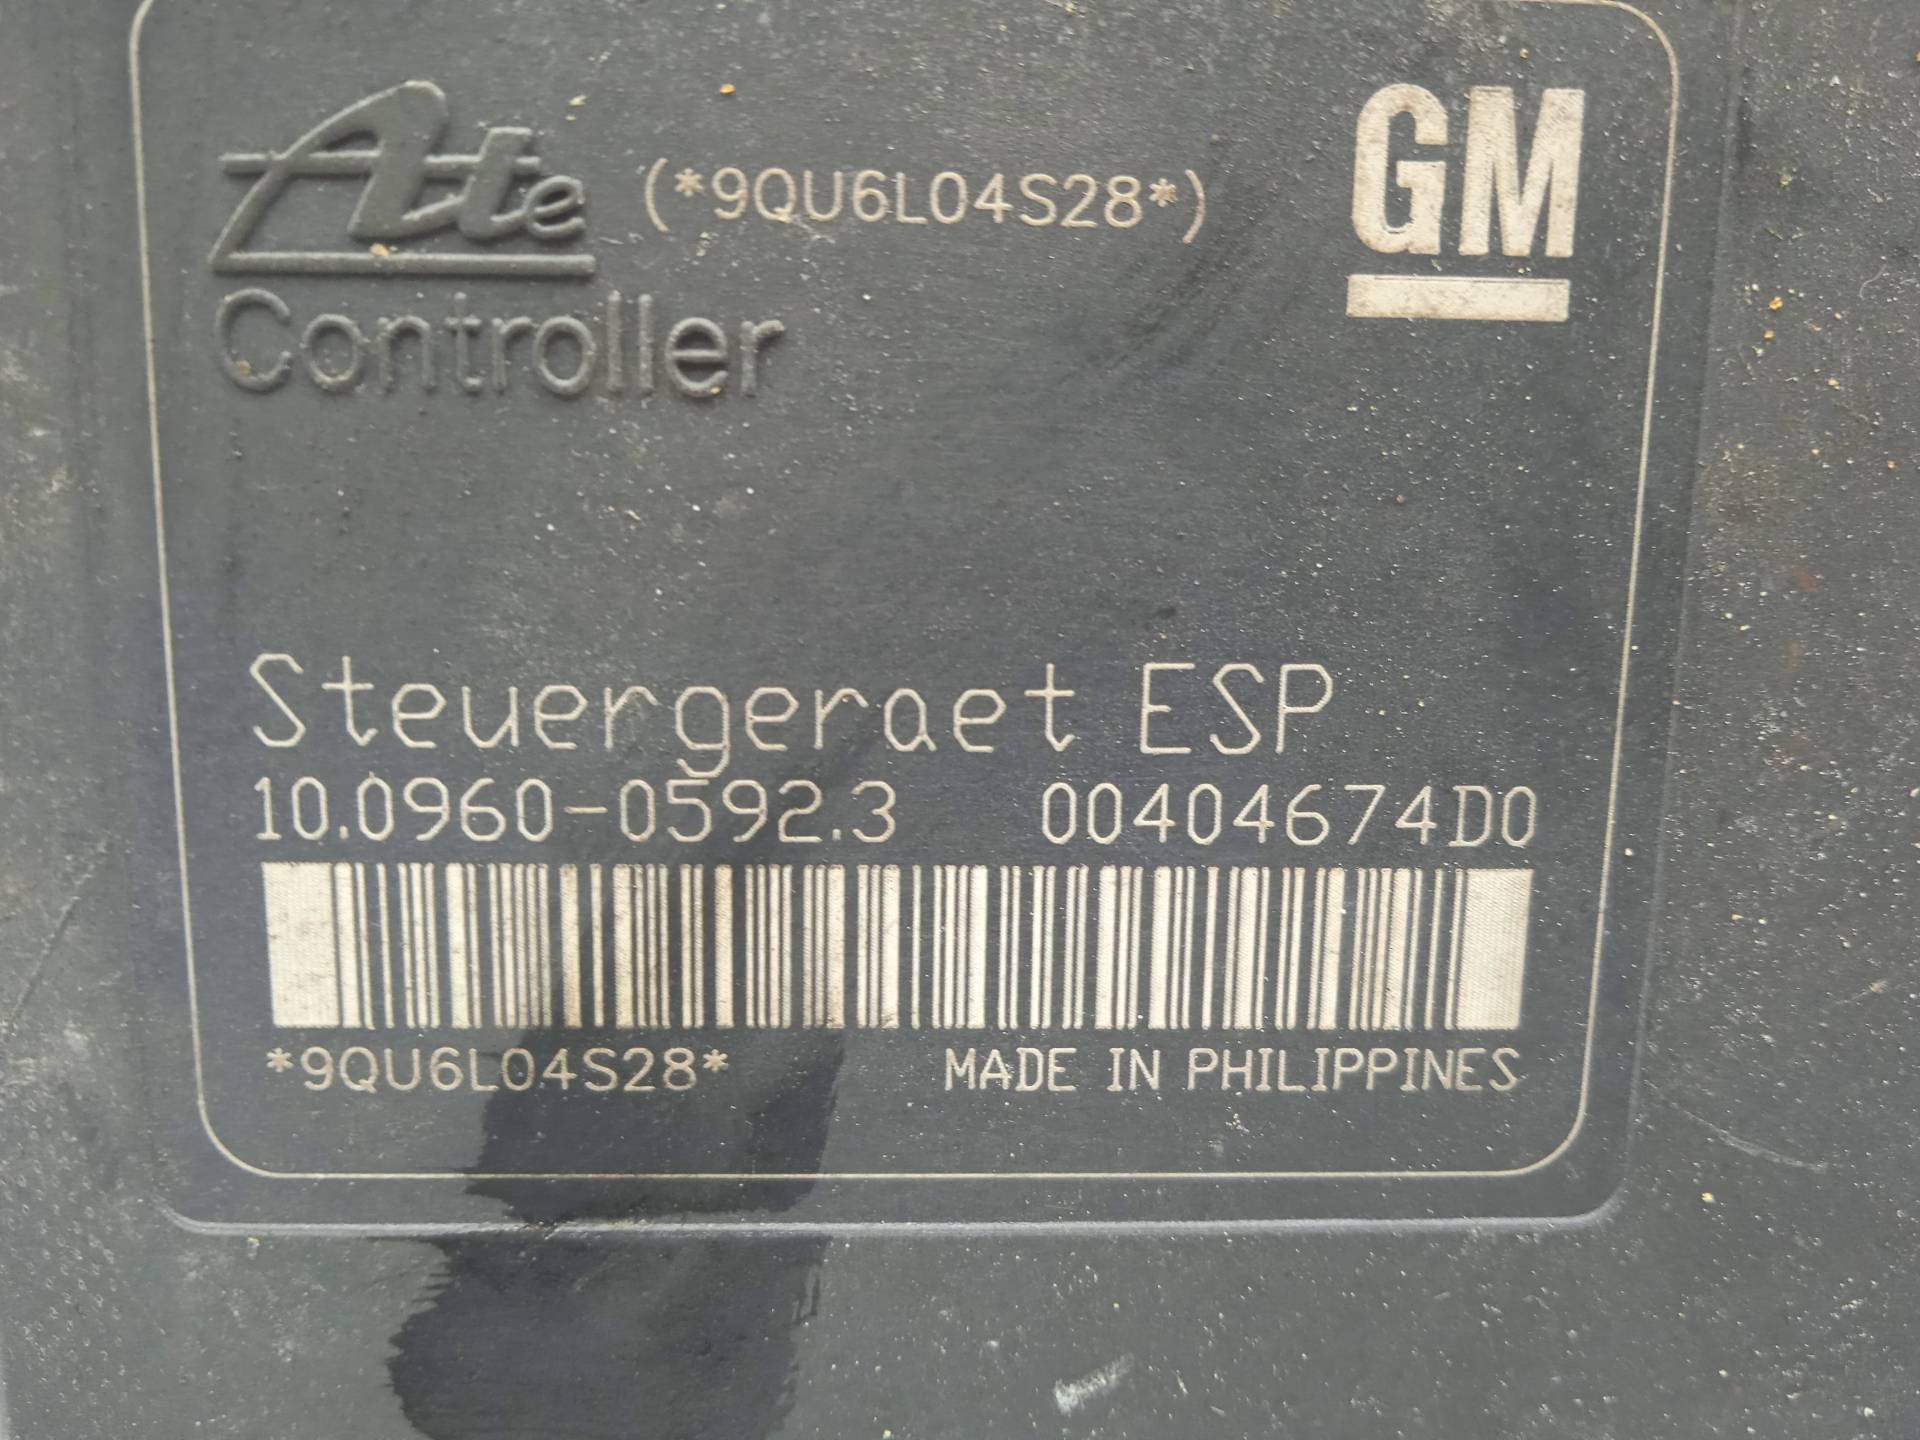 Ate (*9QU6L04S28*) GM
Controller
Steuergeraet ESP
10.0960-0592.3 00404674D0
*9QU6L04S28* MADE IN PHILIPPINES